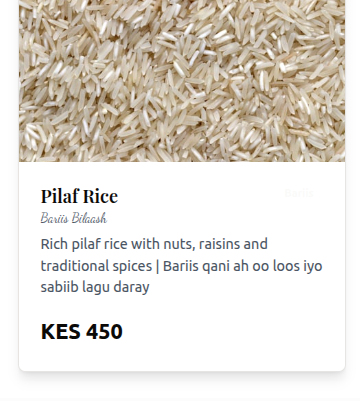 Pilaf Rice
Bariis Bilaash
Rich pilaf rice with nuts, raisins and
traditional spices | Bariis qani ah oo loos iyo
sabiib lagu daray
KES 450